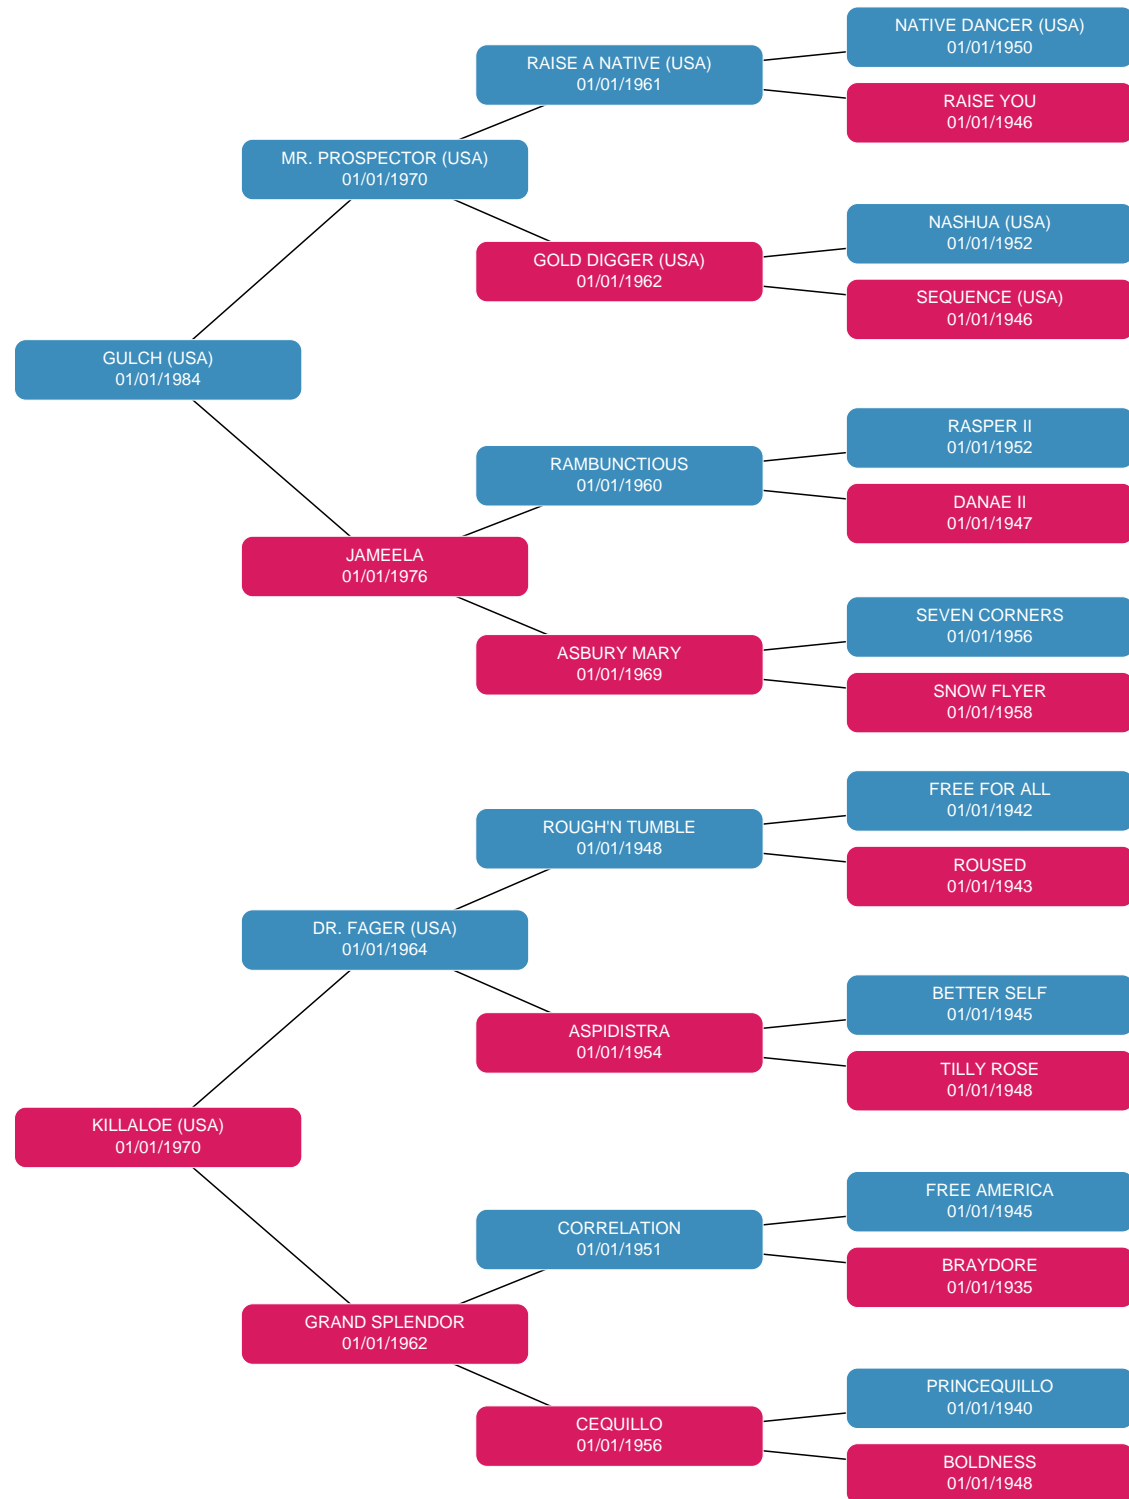 NATIVE DANCER (USA)
01/01/1950
RAISE A NATIVE (USA)
01/01/1961
RAISE YOU
01/01/1946
MR. PROSPECTOR (USA)
01/01/1970
NASHUA (USA)
01/01/1952
GOLD DIGGER (USA)
01/01/1962
SEQUENCE (USA)
01/01/1946
GULCH (USA)
01/01/1984
RASPER II
01/01/1952
RAMBUNCTIOUS
01/01/1960
DANAE II
01/01/1947
JAMEELA
01/01/1976
SEVEN CORNERS
01/01/1956
ASBURY MARY
01/01/1969
SNOW FLYER
01/01/1958
FREE FOR ALL
01/01/1942
ROUGH'N TUMBLE
01/01/1948
ROUSED
01/01/1943
DR. FAGER (USA)
01/01/1964
BETTER SELF
01/01/1945
ASPIDISTRA
01/01/1954
TILLY ROSE
01/01/1948
KILLALOE (USA)
01/01/1970
FREE AMERICA
01/01/1945
CORRELATION
01/01/1951
BRAYDORE
01/01/1935
GRAND SPLENDOR
01/01/1962
PRINCEQUILLO
01/01/1940
CEQUILLO
01/01/1956
BOLDNESS
01/01/1948